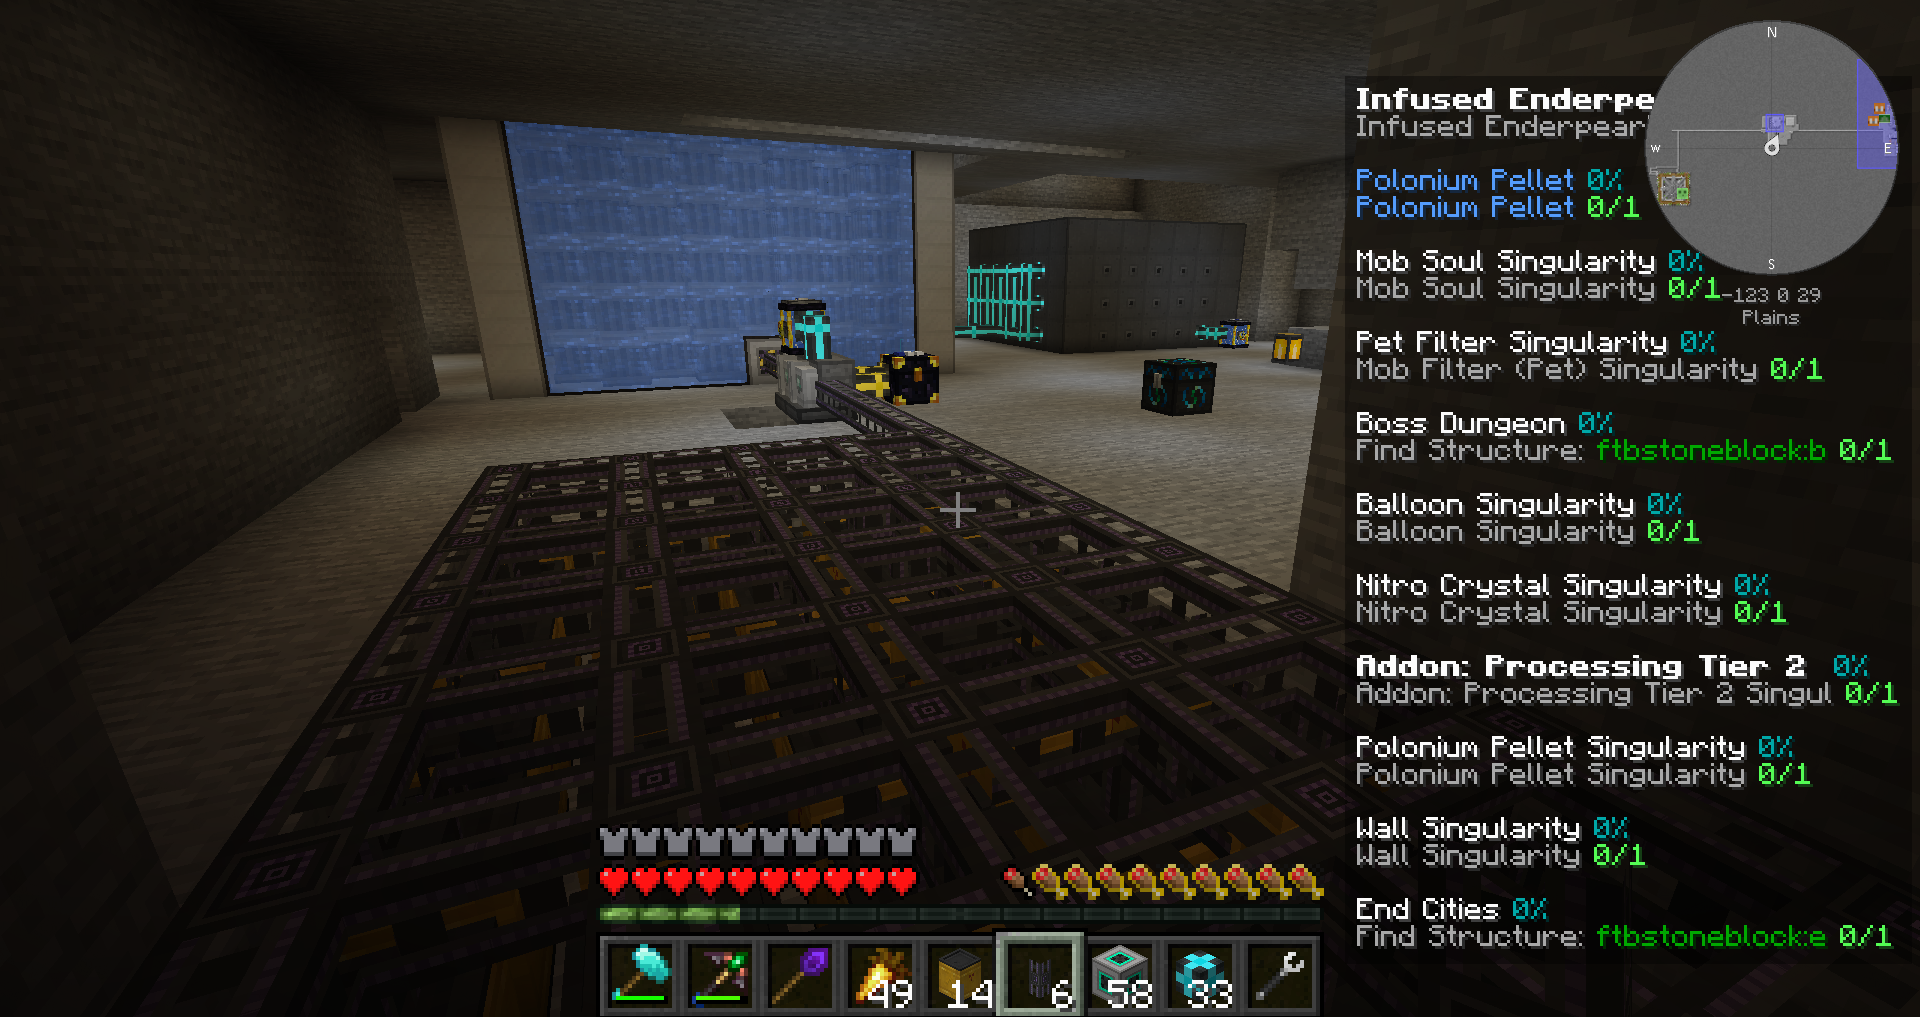 N
Infused Enderpe
Infused Enderpear
W
E
Polonium Pellet 0%
Polonium Pellet 0/1
Mob Soul Singularity 0%
Mob Soul Singularity 0/1
S
-123 0 29
Plains
Pet Filter Singularity 0%
Mob Filter (Pet) Singularity 0/1
Boss Dungeon 0%
Find Structure: ftbstoneblock:b 0/1
Balloon Singularity 0%
Balloon Singularity 0/1
Nitro Crystal Singularity 0%
Nitro Crystal Singularity 0/1
Addon: Processing Tier 2 0%
Addon: Processing Tier 2 Singul 0/1
Polonium Pellet Singularity 0%
Polonium Pellet Singularity 0/1
Wall Singularity 0%
Wall Singularity 0/1
End Cities 0%
Find Structure: ftbstoneblock:e 0/1
49 14 6 58 33